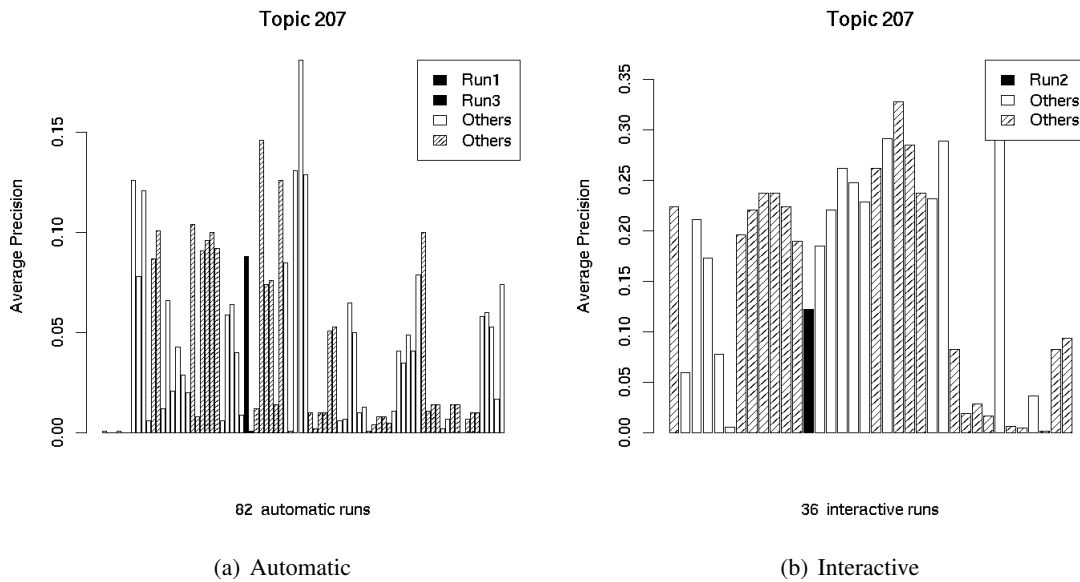 Topic 207
Run1
Run3
Others
Others
0.15
0.10
0.05
0.00
Average Precision
82 automatic runs
(a) Automatic
Topic 207
Run2
Others
Others
0.35
0.30
0.25
0.20
0.15
0.10
0.05
0.00
Average Precision
36 interactive runs
(b) Interactive